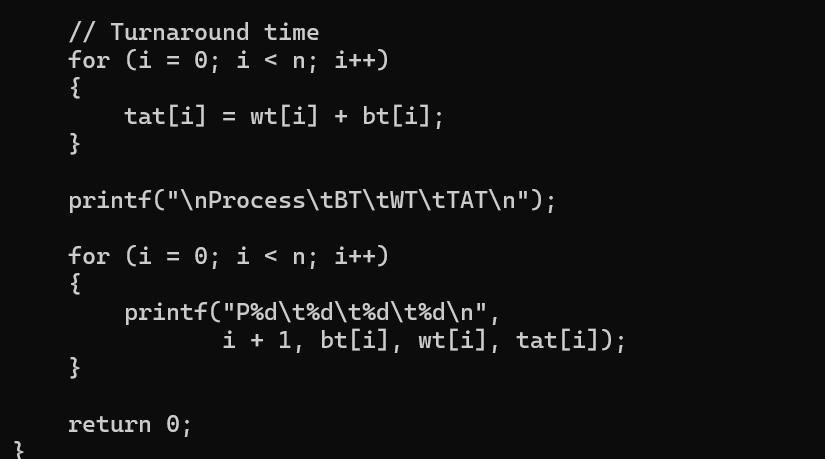 // Turnaround time
for (i = 0; i < n; i++)
{
tat[i] = wt[i] + bt[i];
}
printf("\nProcess\tBT\tWT\tTAT\n");
for (i = 0; i < n; i++)
{
printf("P%d\t%d\t%d\t%d\n",
i + 1, bt[i], wt[i], tat[i]);
}
return 0;
}